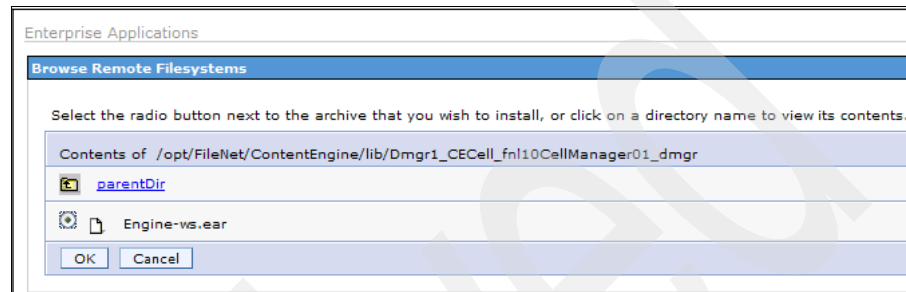 Enterprise Applications
Browse Remote Filesystems
Select the radio button next to the archive that you wish to install, or click on a directory name to view its contents.
Contents of /opt/FileNet/ContentEngine/lib/Dmgr1_CECell_fnl10CellManager01_dmgr
parentDir
Engine-ws.ear
OK Cancel